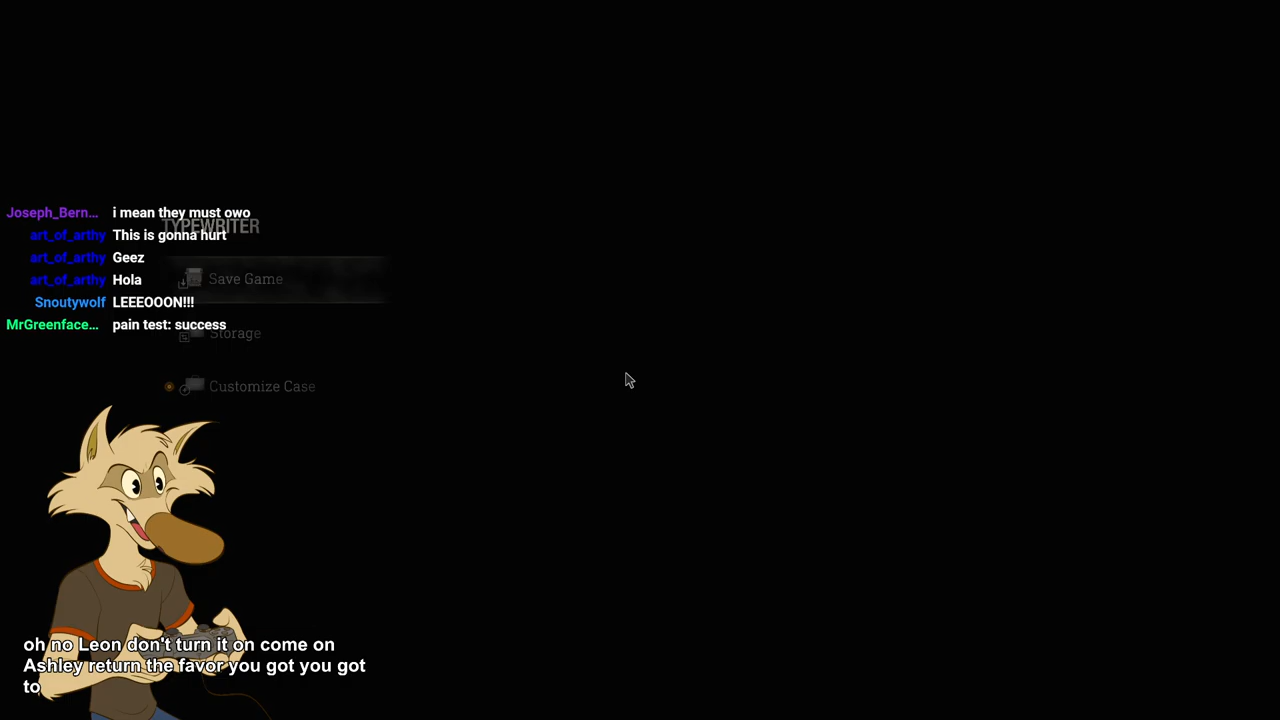 Joseph_Bern... i mean they must owo
TYPEWRITER
art_of_arthy This is gonna hurt
art_of_arthy Geez
art_of_arthy Hola
Save Game
Snoutywolf LEEEOOON!!!
MrGreenface... pain test: success
Storage
Customize Case
oh no Leon don't turn it on come on
Ashley return the favor you got you got
to